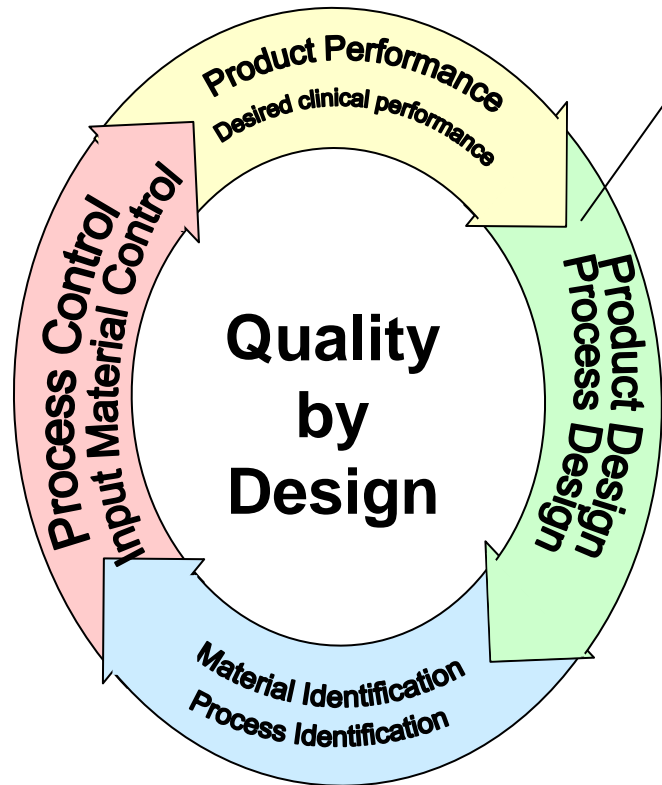 Product Performance
Desired clinical performance
Product Design
Process Design
Material Identification
Process Identification
Process Control
Input Material Control
Quality
by
Design